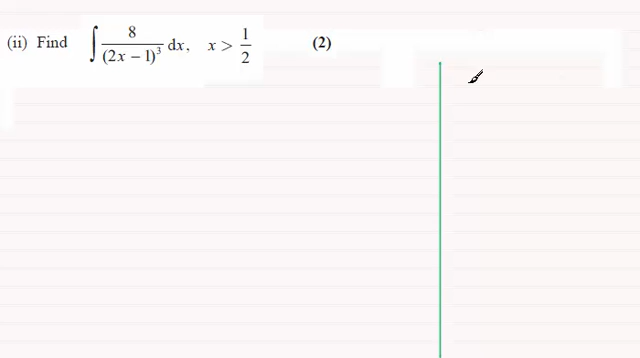 (ii) Find ∫ 8/(2x − 1)³ dx, x > 1/2 (2)